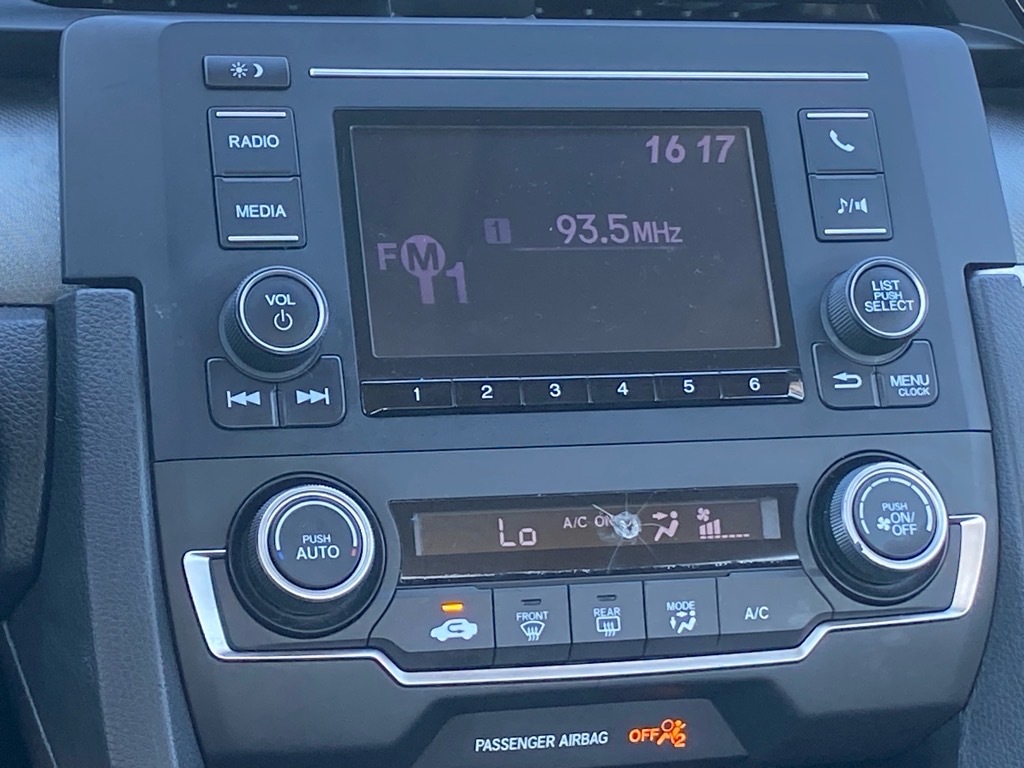 RADIO
MEDIA
VOL
16 17
1 93.5MHz
FM1
LIST
PUSH
SELECT
MENU
CLOCK
1 2 3 4 5 6
PUSH
AUTO
Lo A/C ON
PUSH
ON/
OFF
FRONT
REAR
MODE
A/C
PASSENGER AIRBAG OFF 2